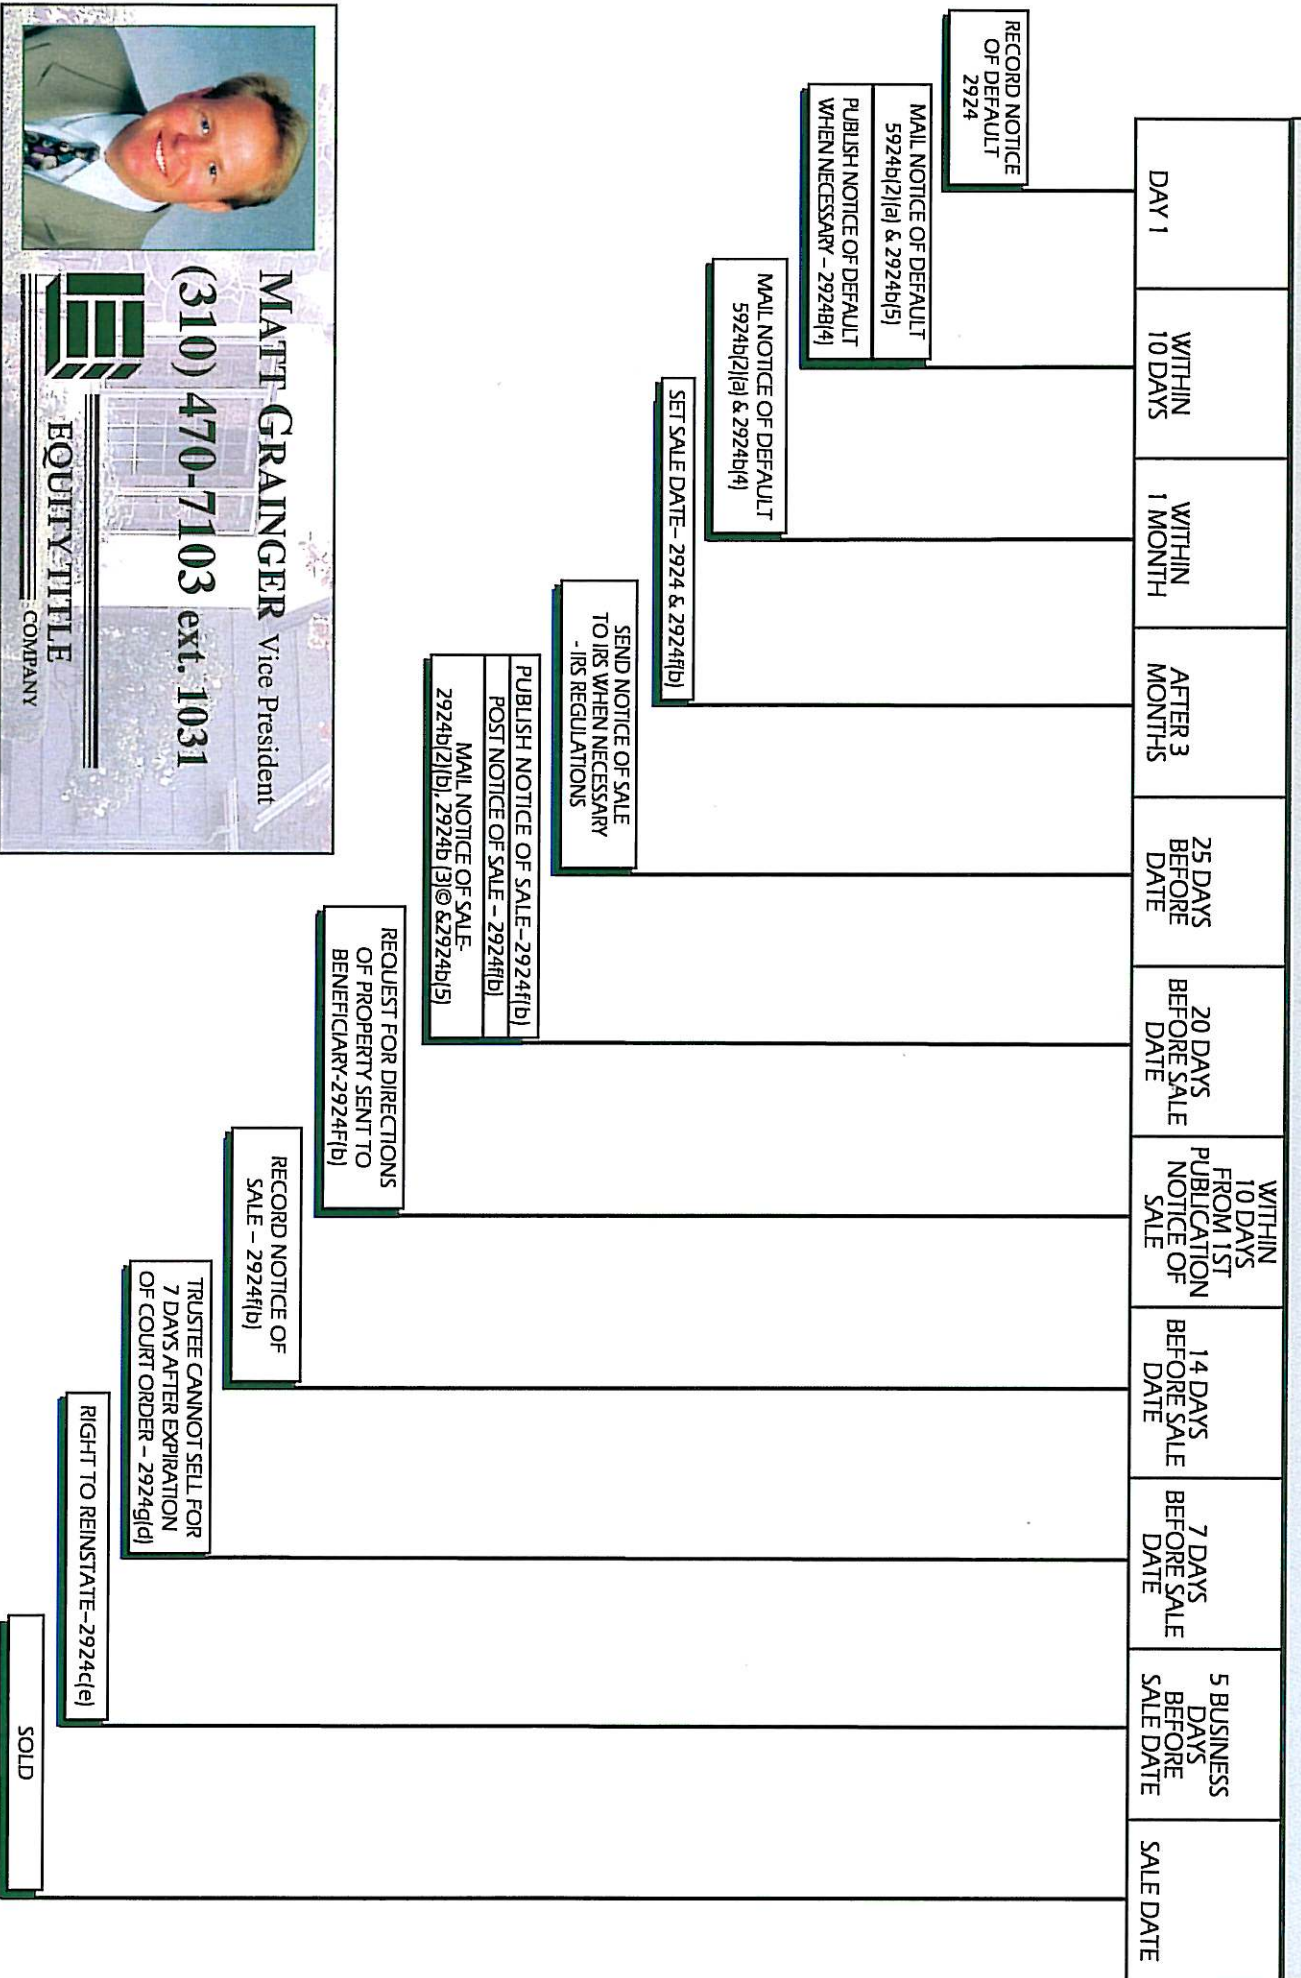 DAY 1
WITHIN
10 DAYS
WITHIN
1 MONTH
AFTER 3
MONTHS
25 DAYS
BEFORE
DATE
20 DAYS
BEFORE SALE
DATE
WITHIN
10 DAYS
FROM 1ST
PUBLICATION
NOTICE OF
SALE
14 DAYS
BEFORE SALE
DATE
7 DAYS
BEFORE SALE
DATE
5 BUSINESS
DAYS
BEFORE
SALE DATE
SALE DATE
RECORD NOTICE
OF DEFAULT
2924
MAIL NOTICE OF DEFAULT
5924b(2)(a) & 2924b(5)
PUBLISH NOTICE OF DEFAULT
WHEN NECESSARY – 2924B(4)
MAIL NOTICE OF DEFAULT
5924b(2)(a) & 2924b(4)
SET SALE DATE– 2924 & 2924f(b)
SEND NOTICE OF SALE
TO IRS WHEN NECESSARY
- IRS REGULATIONS
PUBLISH NOTICE OF SALE–2924f(b)
POST NOTICE OF SALE – 2924f(b)
MAIL NOTICE OF SALE-
2924b(2)(b), 2924b (3)© &2924b(5)
REQUEST FOR DIRECTIONS
OF PROPERTY SENT TO
BENEFICIARY-2924F(b)
RECORD NOTICE OF
SALE – 2924f(b)
TRUSTEE CANNOT SELL FOR
7 DAYS AFTER EXPIRATION
OF COURT ORDER – 2924g(d)
RIGHT TO REINSTATE–2924c(e)
SOLD
MATT GRAINGER Vice President
(310) 470-7103 ext. 1031
EQUITY TITLE
COMPANY